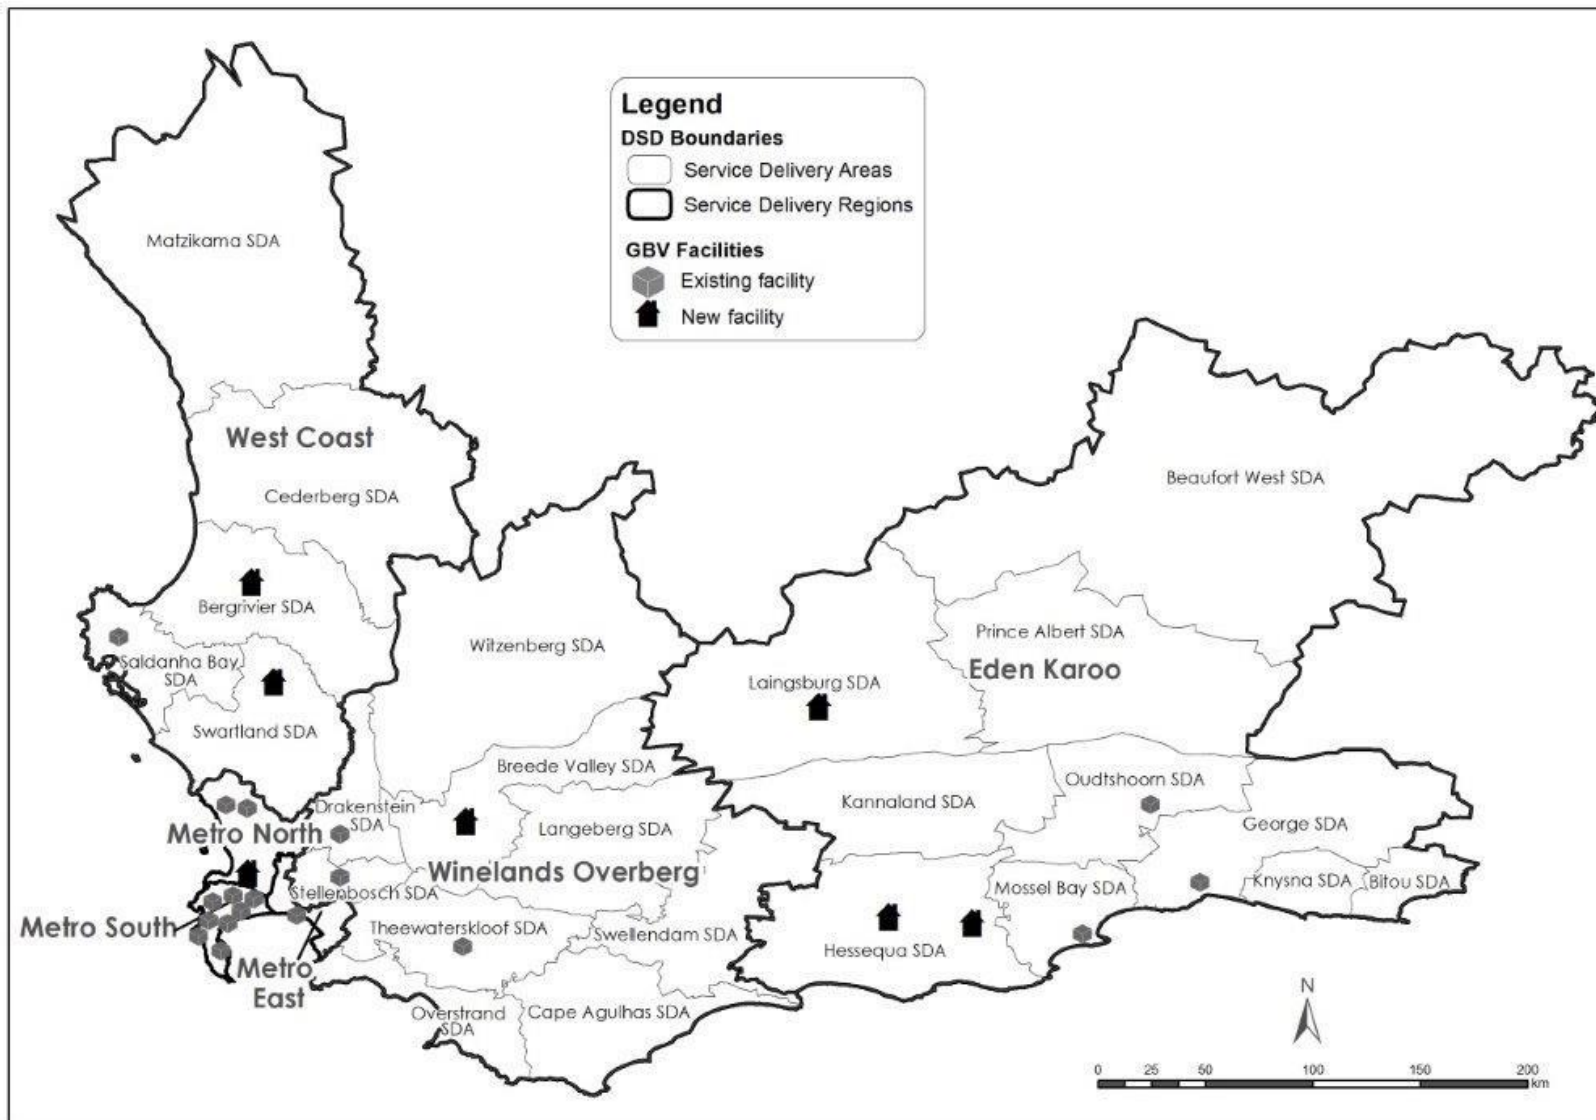 Legend
DSD Boundaries
Service Delivery Areas
Service Delivery Regions
GBV Facilities
Existing facility
New facility
Matzikama SDA
West Coast
Cederberg SDA
Bergrivier SDA
Saldanha Bay
SDA
Swartland SDA
Witzenberg SDA
Breede Valley SDA
Langeberg SDA
Drakenstein
SDA
Metro North
Winelands Overberg
Stellenbosch SDA
Metro South
Metro
East
Theewaterskloof SDA
Swellendam SDA
Overstrand
SDA
Cape Agulhas SDA
Beaufort West SDA
Prince Albert SDA
Eden Karoo
Laingsburg SDA
Kannaland SDA
Oudtshoorn SDA
George SDA
Mossel Bay SDA
Knysna SDA
Bitou SDA
Hessequa SDA
N
0 25 50 100 150 200
km